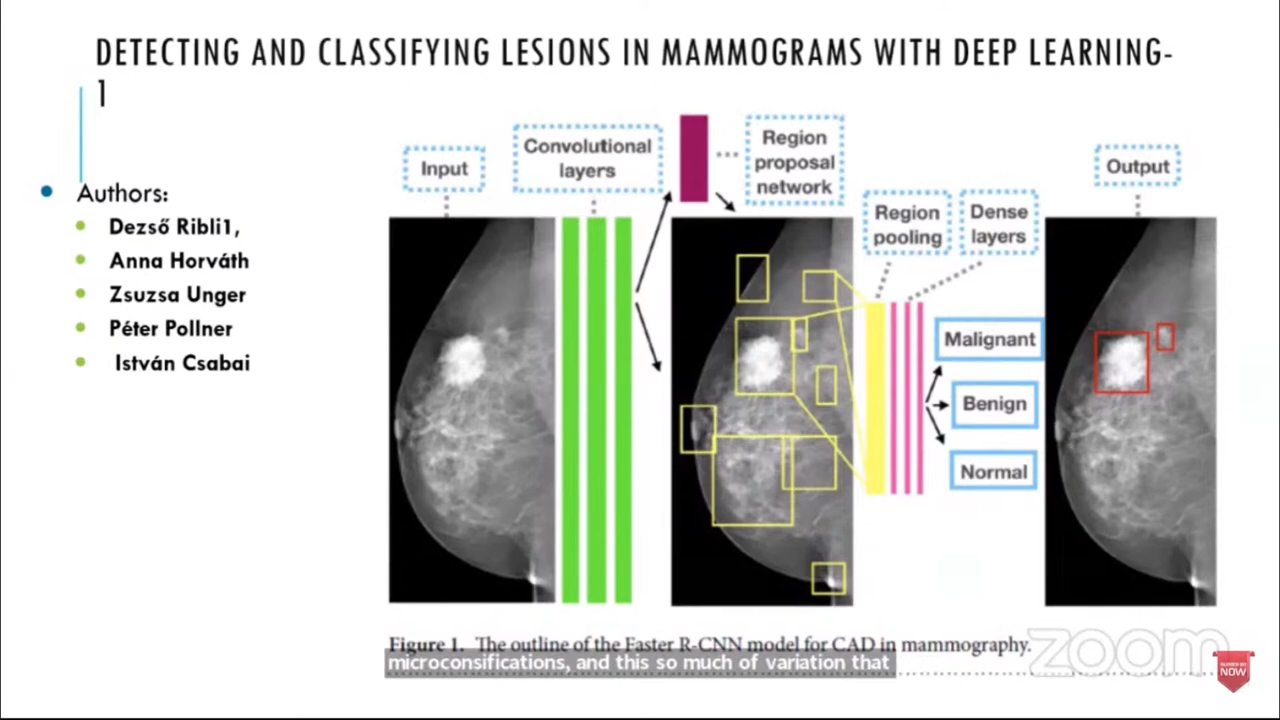 DETECTING AND CLASSIFYING LESIONS IN MAMMOGRAMS WITH DEEP LEARNING-
1
Authors:
Dezső Ribli1,
Anna Horváth
Zsuzsa Unger
Péter Pollner
István Csabai
Input
Convolutional
layers
Region
proposal
network
Region
pooling
Dense
layers
Output
Malignant
Benign
Normal
Figure 1. The outline of the Faster R-CNN model for CAD in mammography.
microconsifications, and this so much of variation that
zoom
NOW